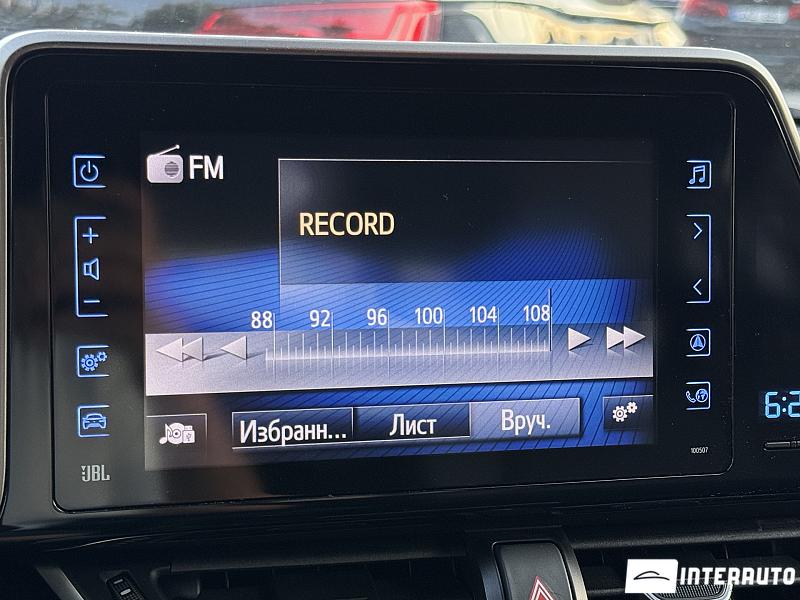 FM
RECORD
88 92 96 100 104 108
Избранн... Лист Вруч.
JBL
100507
6:2
INTERAUTO